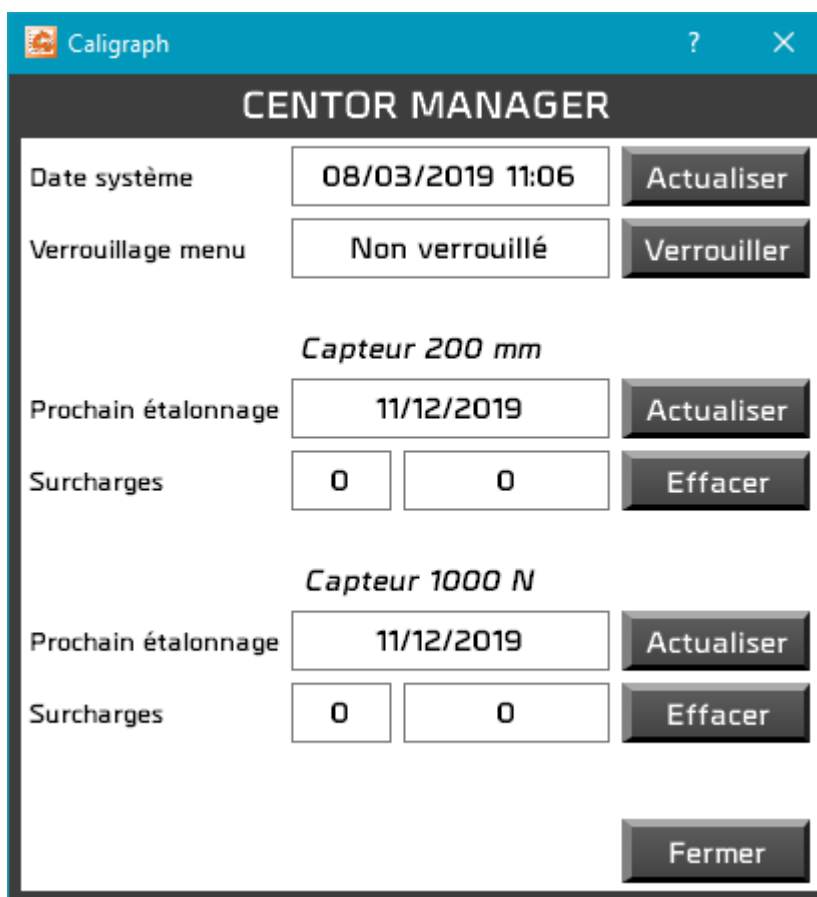 Caligraph
CENTOR MANAGER
Date système 08/03/2019 11:06 Actualiser
Verrouillage menu Non verrouillé Verrouiller
Capteur 200 mm
Prochain étalonnage 11/12/2019 Actualiser
Surcharges 0 0 Effacer
Capteur 1000 N
Prochain étalonnage 11/12/2019 Actualiser
Surcharges 0 0 Effacer
Fermer